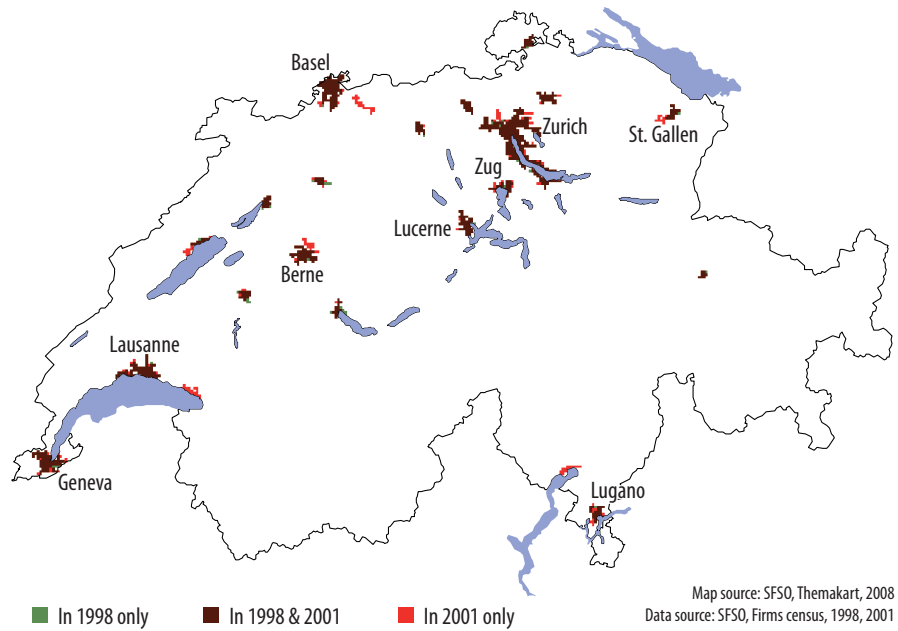 Basel
Zurich
St. Gallen
Zug
Lucerne
Berne
Lausanne
Geneva
Lugano
Map source: SFSO, Themakart, 2008
In 1998 only
In 1998 & 2001
In 2001 only
Data source: SFSO, Firms census, 1998, 2001